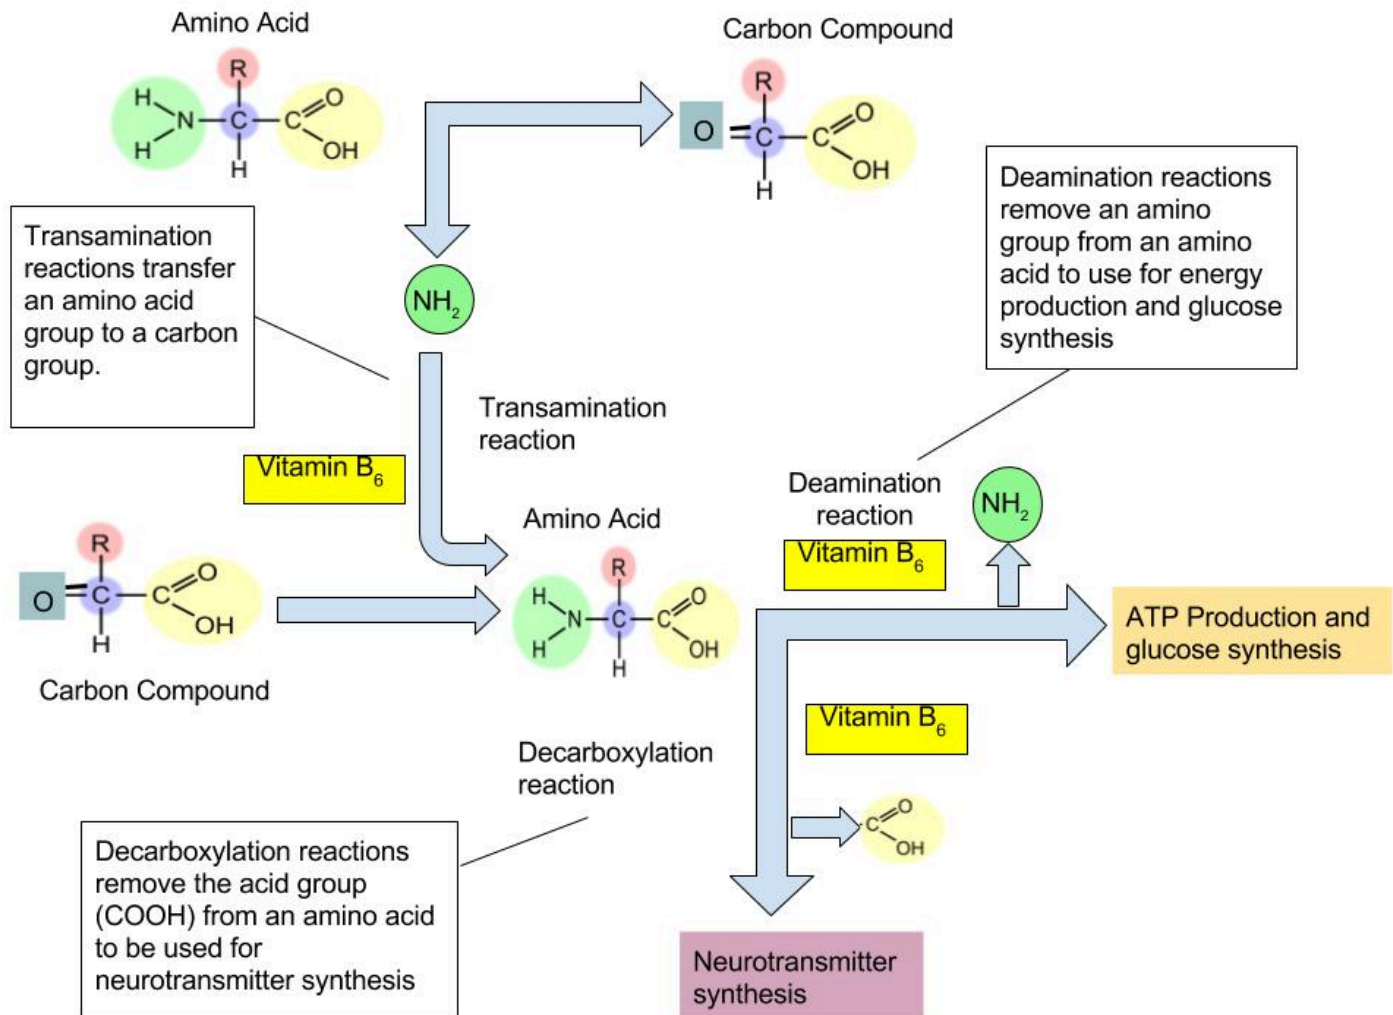 Amino Acid
R
H
N
C
C
O
OH
H
H
Carbon Compound
R
O
C
C
O
OH
H
Transamination
reactions transfer
an amino acid
group to a carbon
group.
NH2
Deamination reactions
remove an amino
group from an amino
acid to use for energy
production and glucose
synthesis
Transamination
reaction
Vitamin B6
Deamination
reaction
Vitamin B6
NH2
R
O
C
C
O
OH
H
Carbon Compound
Amino Acid
R
H
N
C
C
O
OH
H
H
ATP Production and
glucose synthesis
Vitamin B6
Decarboxylation
reaction
C
O
OH
Decarboxylation reactions
remove the acid group
(COOH) from an amino acid
to be used for
neurotransmitter synthesis
Neurotransmitter
synthesis